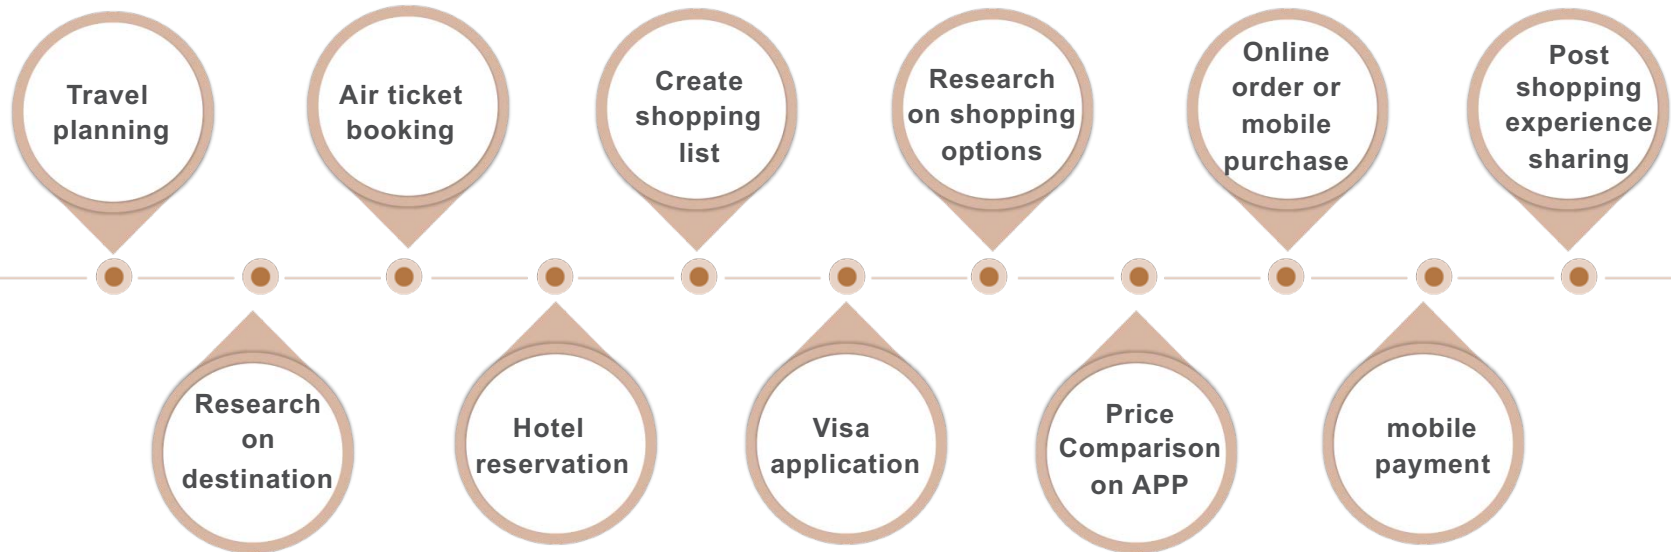 Travel
planning
Air ticket
booking
Create
shopping
list
Research
on shopping
options
Online
order or
mobile
purchase
Post
shopping
experience
sharing
Research
on
destination
Hotel
reservation
Visa
application
Price
Comparison
on APP
mobile
payment